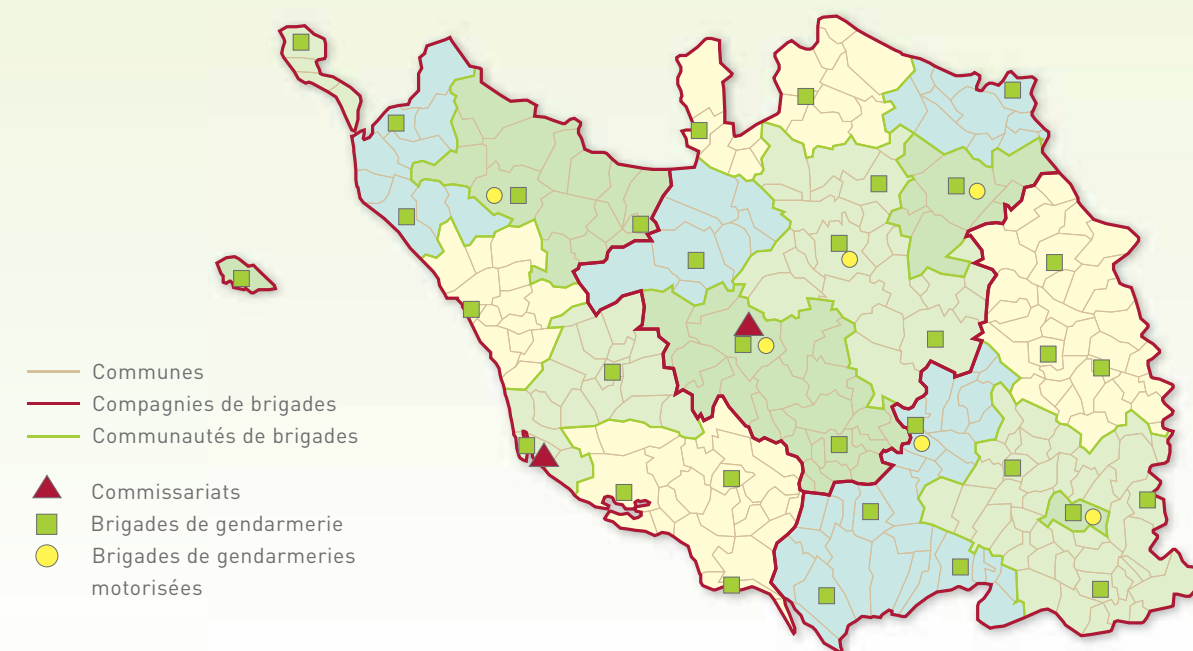 Communes
Compagnies de brigades
Communautés de brigades
Commissariats
Brigades de gendarmerie
Brigades de gendarmeries
motorisées